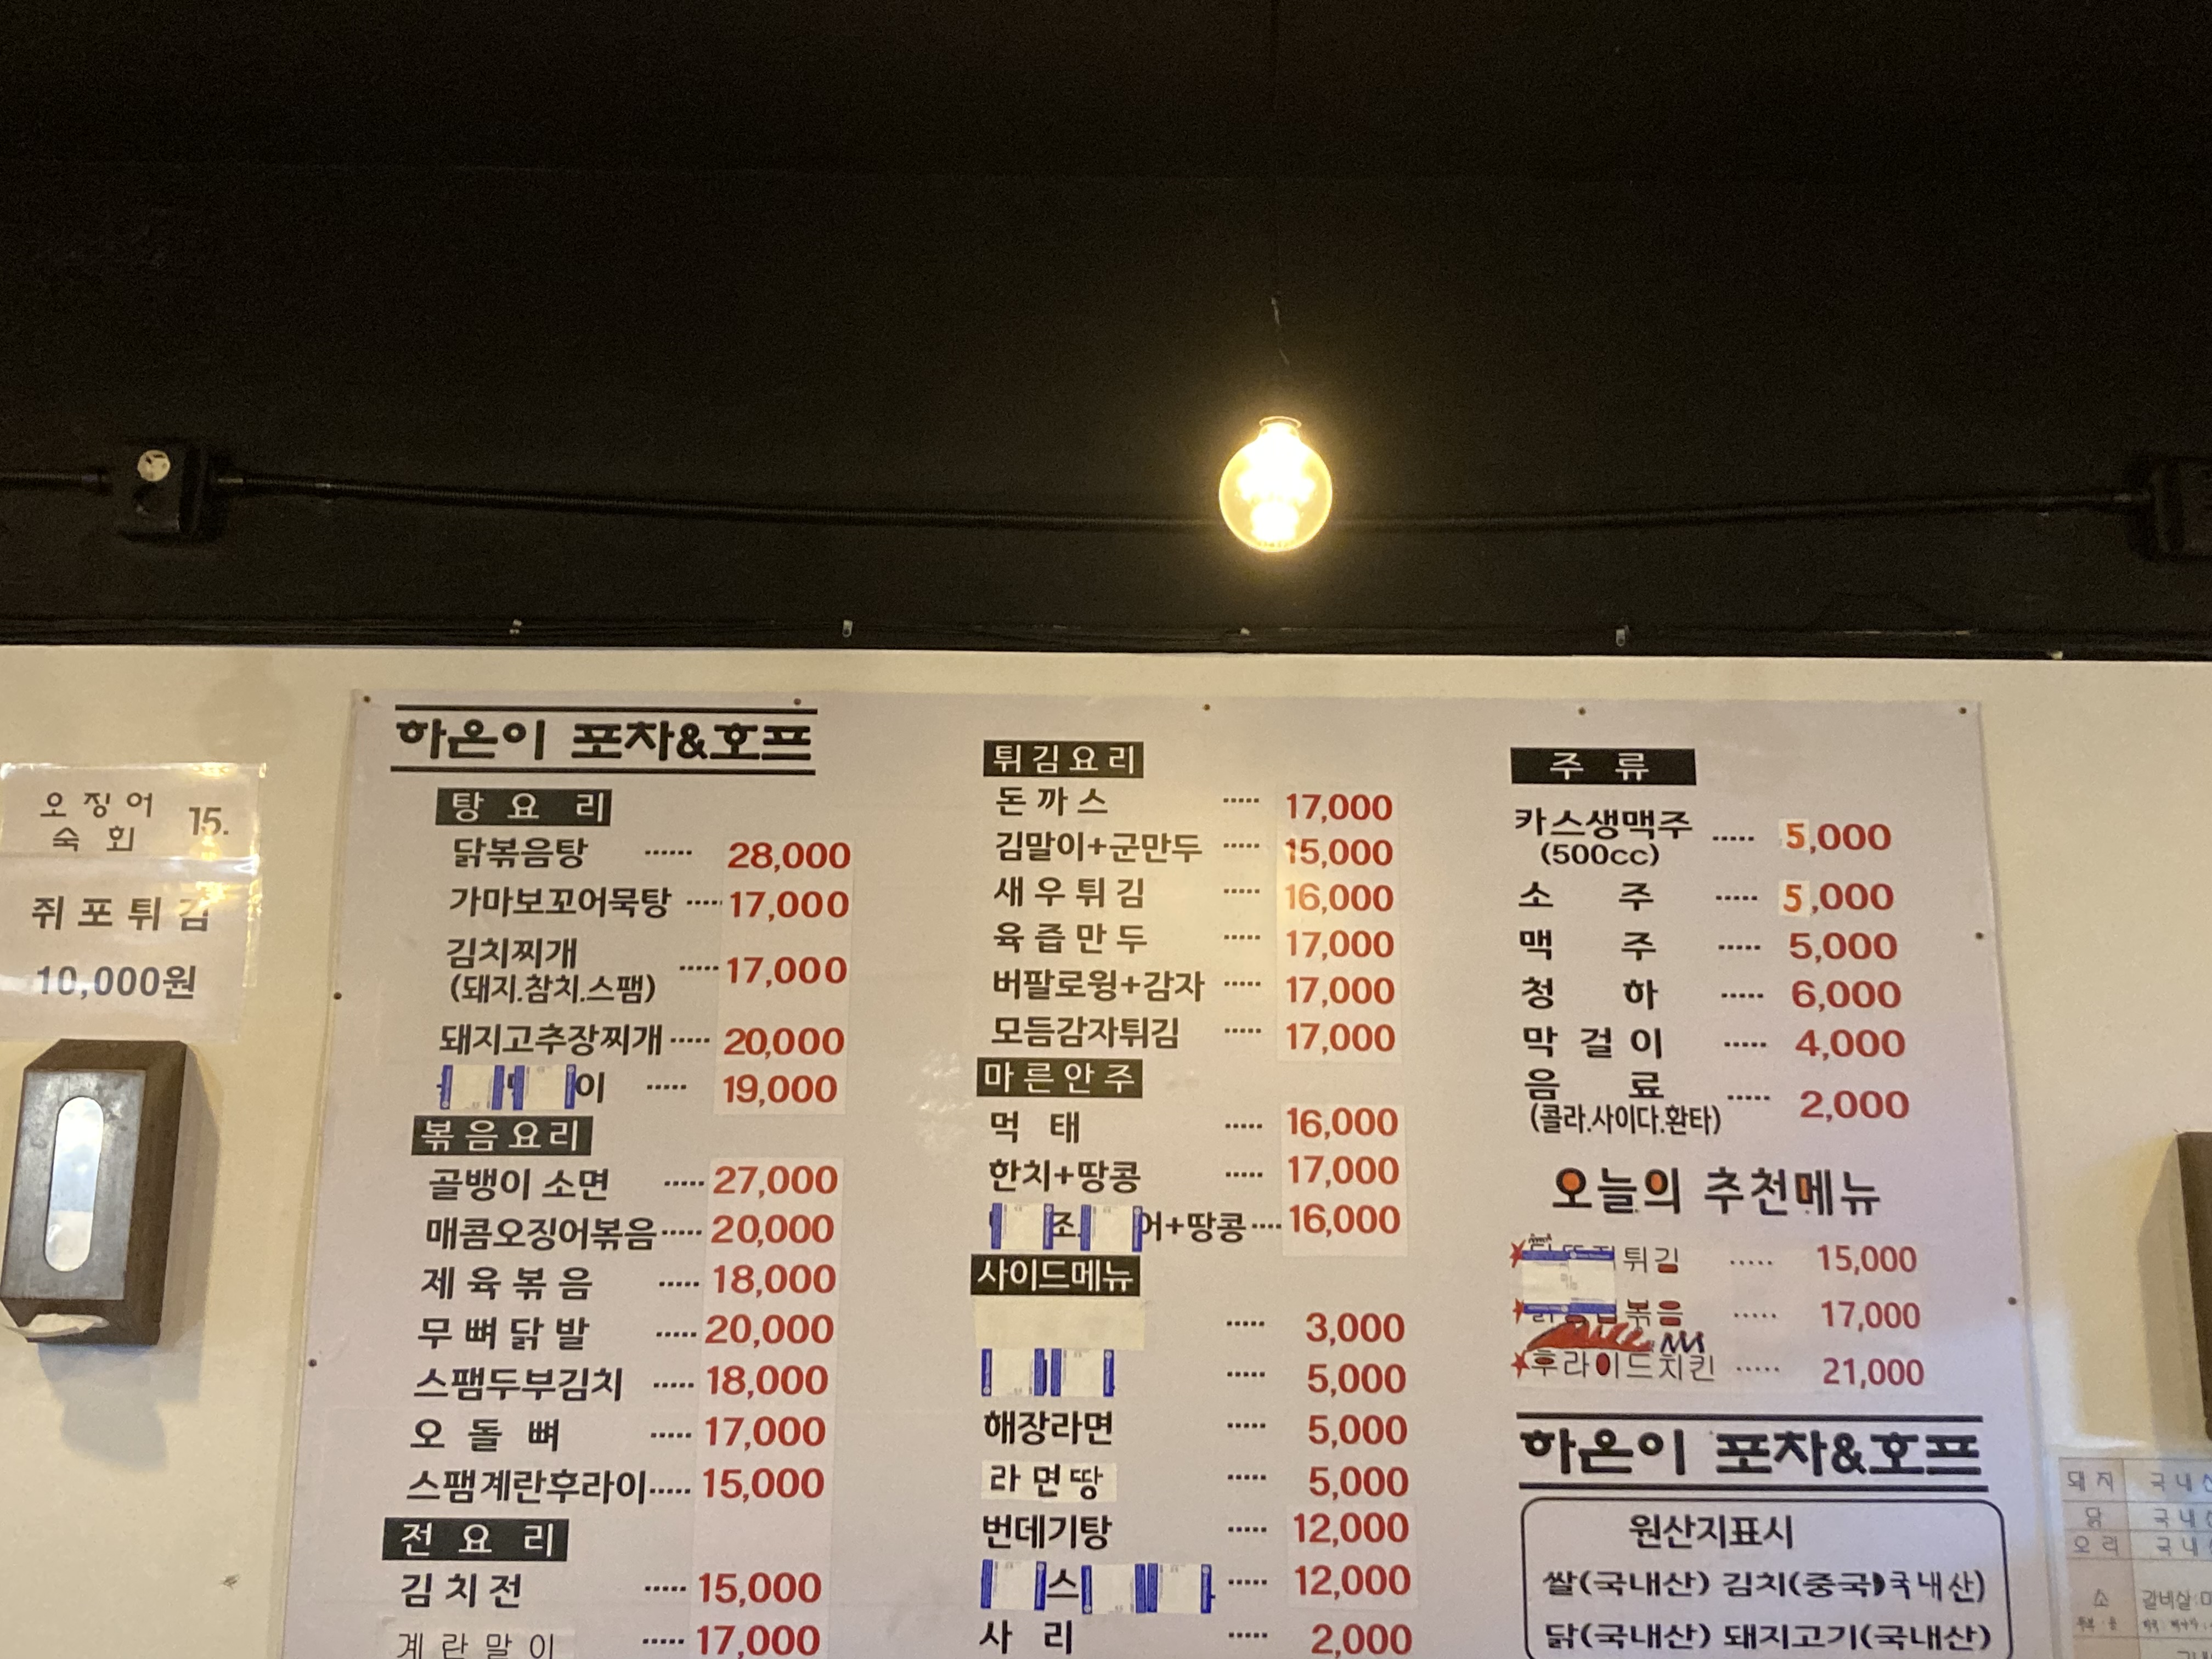 오징어
숙회 15.
쥐포튀김
10,000원
하온이 포차&호프
탕요리
닭볶음탕 ...... 28,000
가마보꼬어묵탕 ..... 17,000
김치찌개 ..... 17,000
(돼지.참치.스팸)
돼지고추장찌개 ..... 20,000
이 ..... 19,000
볶음요리
골뱅이 소면 ..... 27,000
매콤오징어볶음 ..... 20,000
제육볶음 ..... 18,000
무뼈닭발 ..... 20,000
스팸두부김치 ..... 18,000
오돌뼈 ..... 17,000
스팸계란후라이 ..... 15,000
전요리
김치전 ..... 15,000
계란말이 ..... 17,000
튀김요리
돈까스 ..... 17,000
김말이+군만두 ..... 15,000
새우튀김 ..... 16,000
육즙만두 ..... 17,000
버팔로윙+감자 ..... 17,000
모듬감자튀김 ..... 17,000
마른안주
먹태 ..... 16,000
한치+땅콩 ..... 17,000
조 어+땅콩 .... 16,000
사이드메뉴
..... 3,000
..... 5,000
해장라면 ..... 5,000
라면땅 ..... 5,000
번데기탕 ..... 12,000
스 ..... 12,000
사리 ..... 2,000
주류
카스생맥주 ..... 5,000
(500cc)
소주 ..... 5,000
맥주 ..... 5,000
청하 ..... 6,000
막걸이 ..... 4,000
음료 ..... 2,000
(콜라.사이다.환타)
오늘의 추천메뉴
튀김 ..... 15,000
볶음 ..... 17,000
후라이드치킨 ..... 21,000
하온이 포차&호프
원산지표시
쌀(국내산) 김치(중국)국내산)
닭(국내산) 돼지고기(국내산)
돼지
닭
오리
소 갈비살